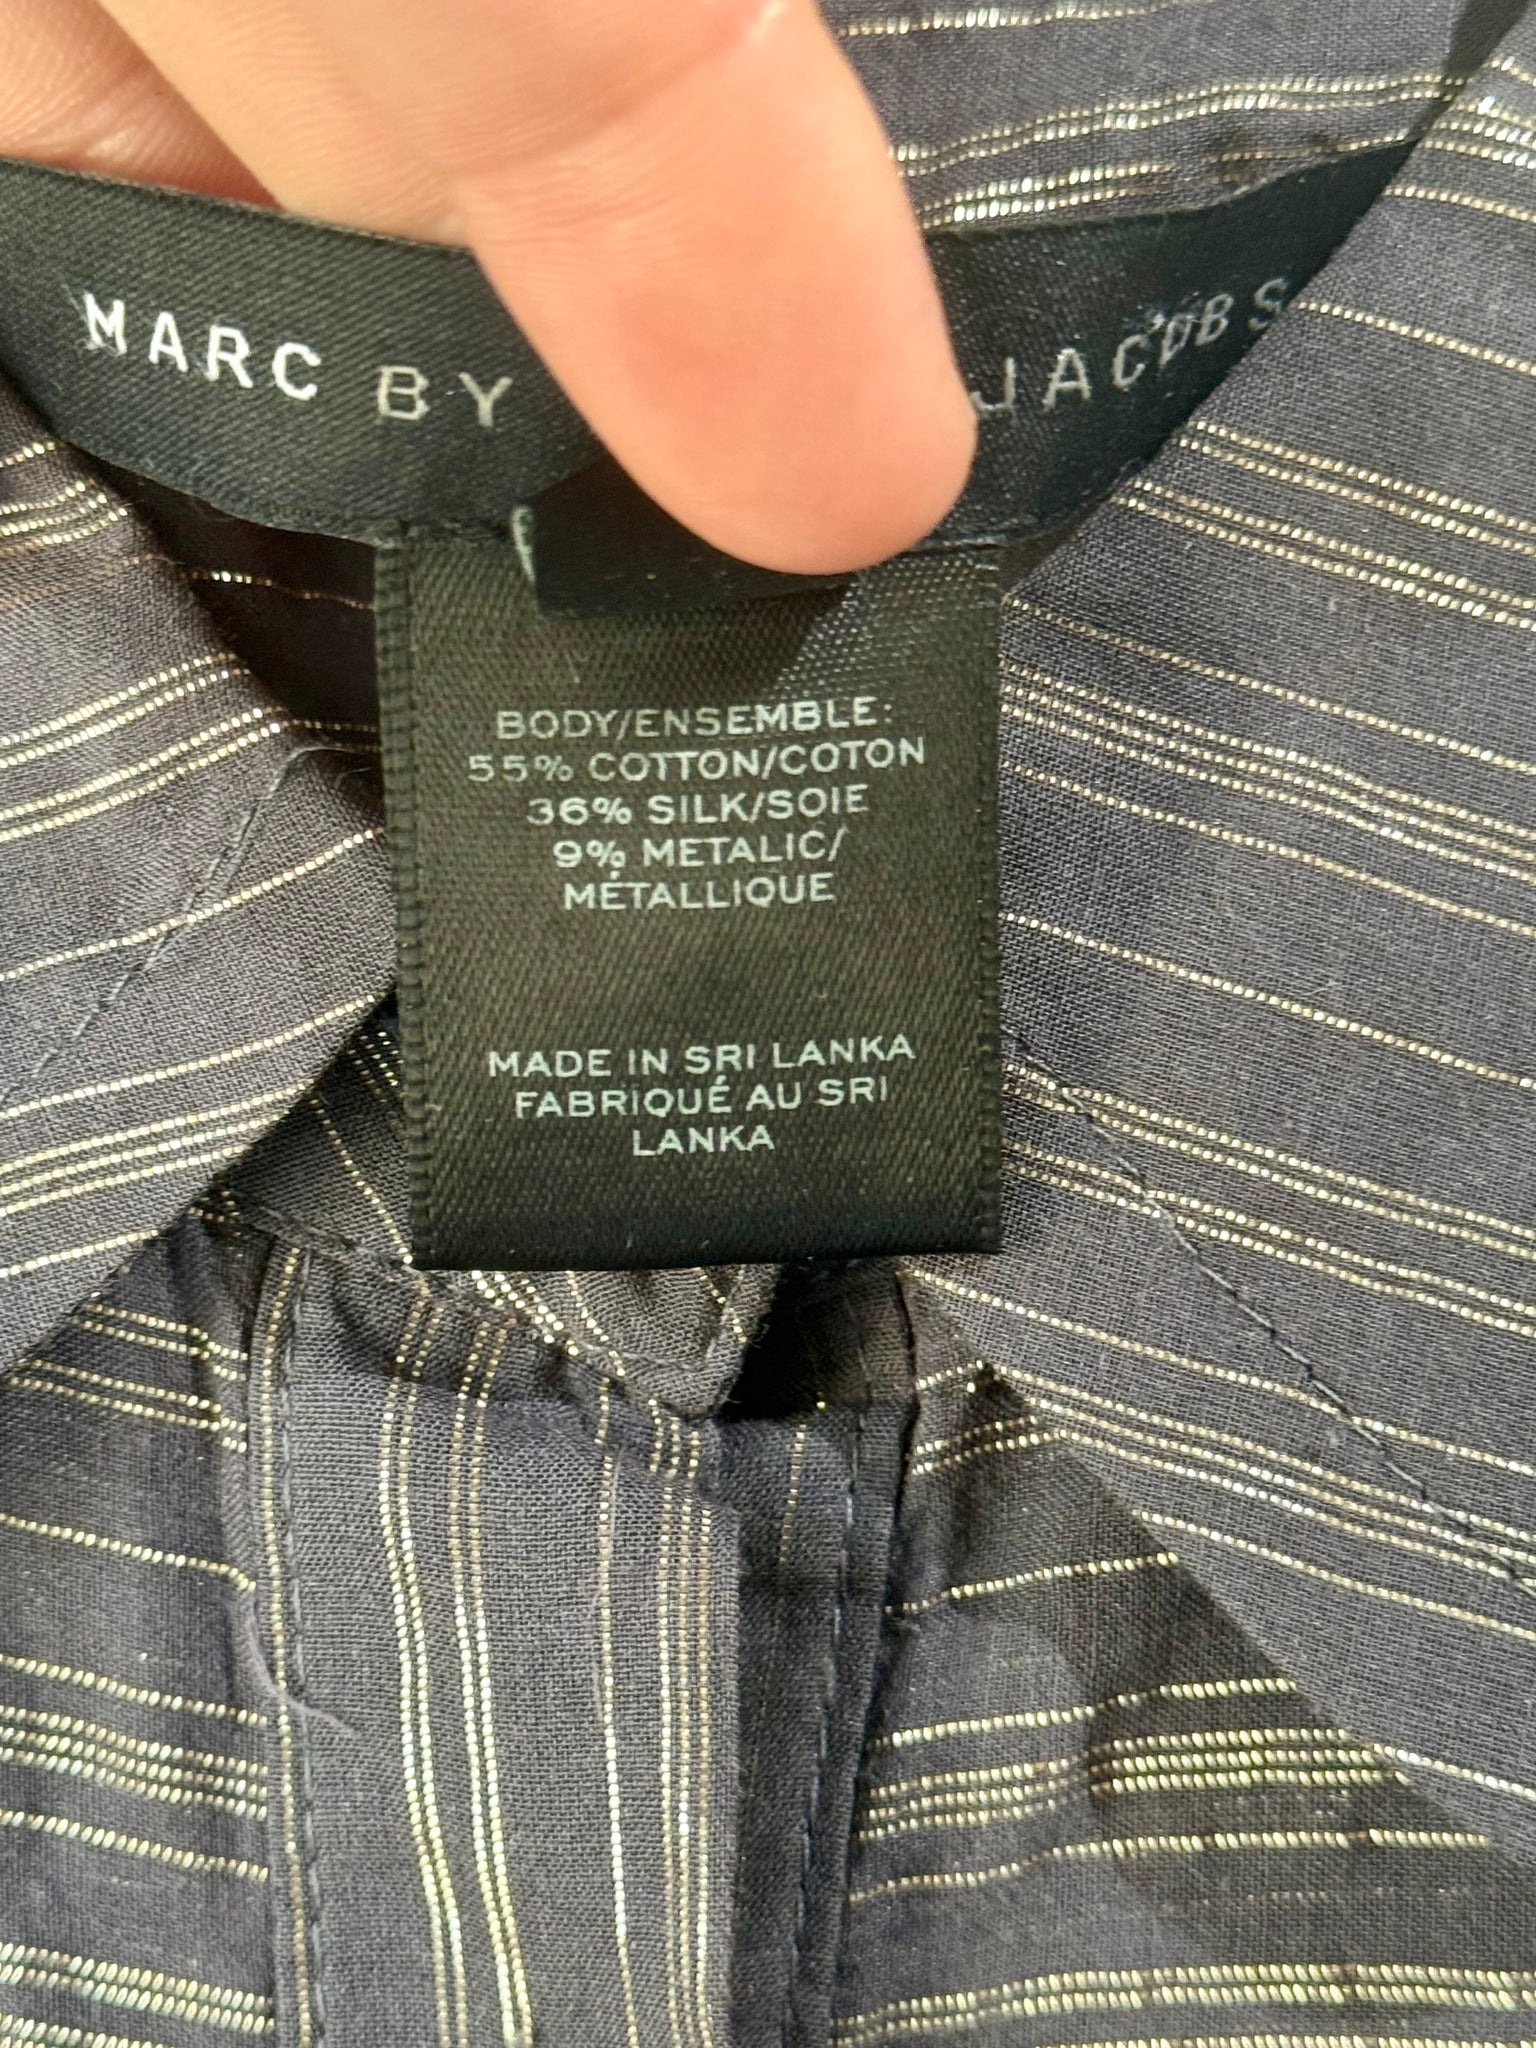 MARC BY JACOBS
BODY/ENSEMBLE:
55% COTTON/COTON
36% SILK/SOIE
9% METALIC/
MÉTALLIQUE
MADE IN SRI LANKA
FABRIQUÉ AU SRI
LANKA